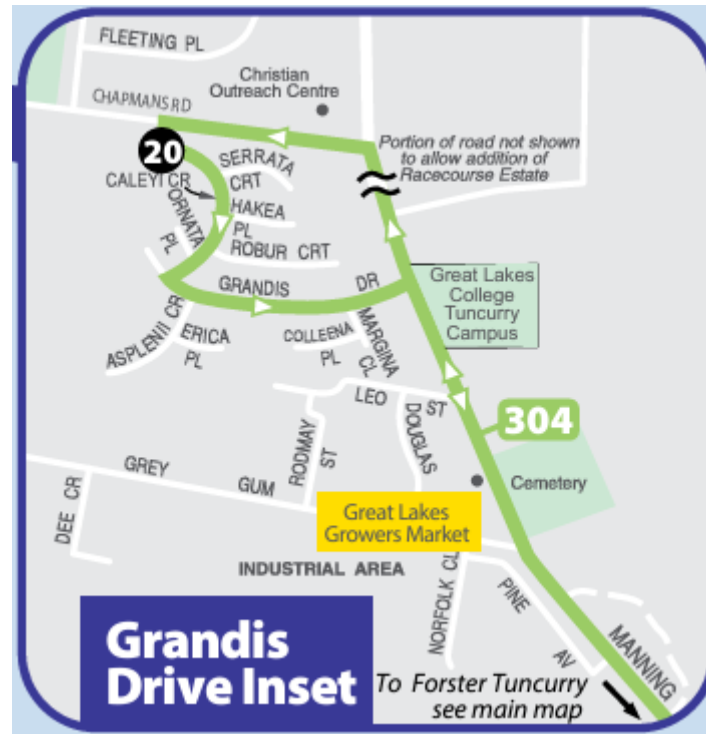 FLEETING PL
Christian
Outreach Centre
CHAPMANS RD
Portion of road not shown
to allow addition of
Racecourse Estate
20
SERRATA
CRT
CALEYI CR
HAKEA
PL
ORNATA
PL
ROBUR CRT
GRANDIS
DR
Great Lakes
College
Tuncurry
Campus
ASPLENII CR
ERICA
PL
COLLEENA
PL
MARGINA
CL
LEO
ST
DOUGLAS
304
RODMAY
ST
GREY
GUM
DEE CR
Cemetery
Great Lakes
Growers Market
INDUSTRIAL AREA
NORFOLK CL
PINE
AV
MANNING
Grandis
Drive Inset
To Forster Tuncurry
see main map